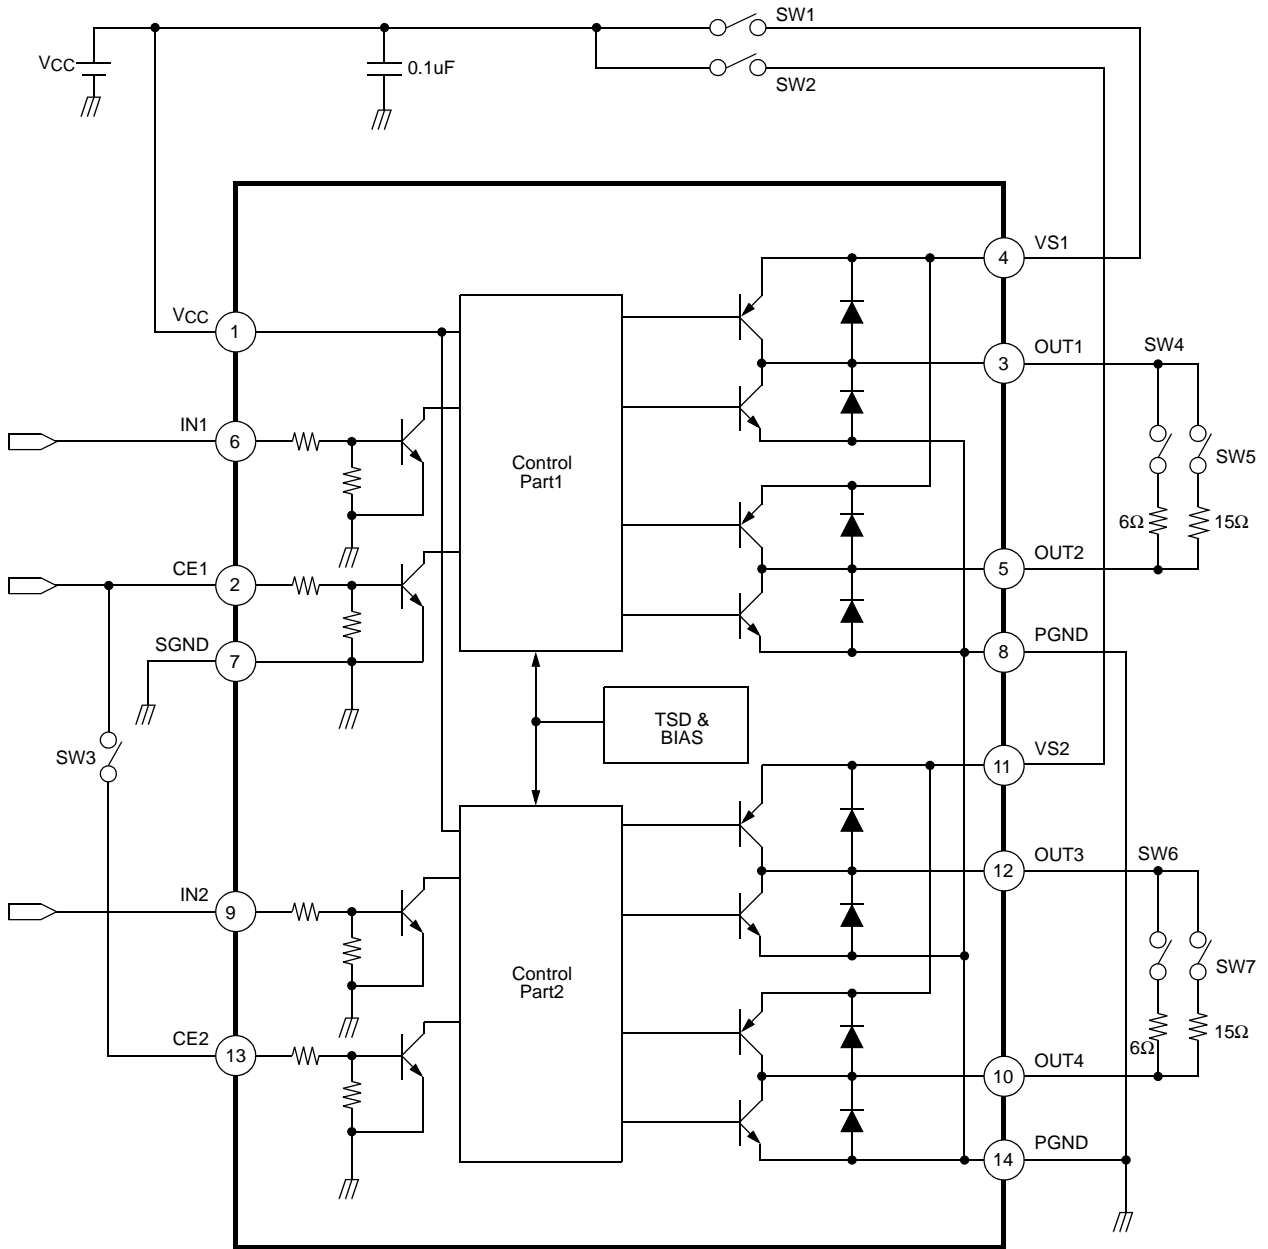 SW1
VCC
0.1uF
SW2
4
VS1
VCC
1
3
OUT1
SW4
IN1
6
Control
Part1
SW5
6Ω
15Ω
CE1
2
5
OUT2
SGND
7
8
PGND
TSD &
BIAS
SW3
11
VS2
12
OUT3
SW6
IN2
9
Control
Part2
SW7
CE2
13
6Ω
15Ω
10
OUT4
14
PGND